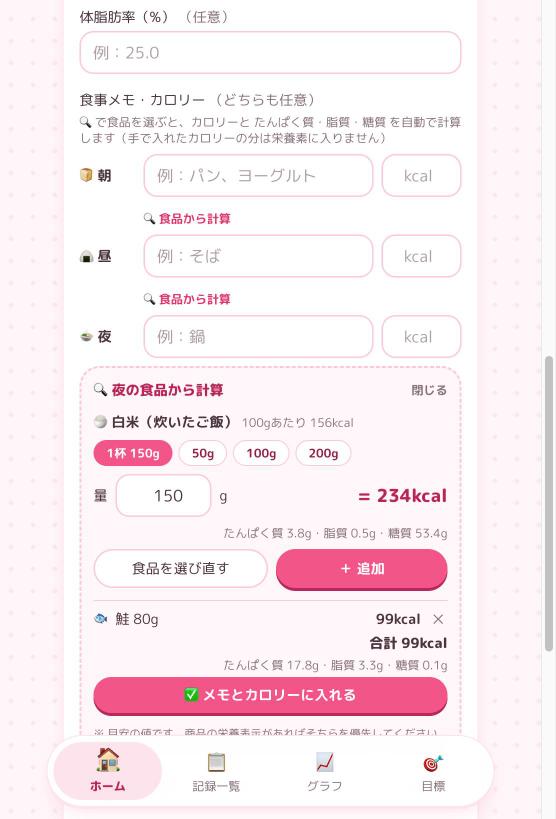 体脂肪率（%）（任意）
例：25.0
食事メモ・カロリー（どちらも任意）
🔍 で食品を選ぶと、カロリーと たんぱく質・脂質・糖質 を自動で計算
します（手で入れたカロリーの分は栄養素に入りません）
朝 例：パン、ヨーグルト kcal
🔍 食品から計算
昼 例：そば kcal
🔍 食品から計算
夜 例：鍋 kcal
🔍 夜の食品から計算 閉じる
白米（炊いたご飯） 100gあたり 156kcal
1杯 150g 50g 100g 200g
量 150 g = 234kcal
たんぱく質 3.8g・脂質 0.5g・糖質 53.4g
食品を選び直す ＋ 追加
鮭 80g 99kcal ×
合計 99kcal
たんぱく質 17.8g・脂質 3.3g・糖質 0.1g
✅ メモとカロリーに入れる
※ 目安の値です。商品の栄養表示があればそちらを優先してください。
ホーム 記録一覧 グラフ 目標